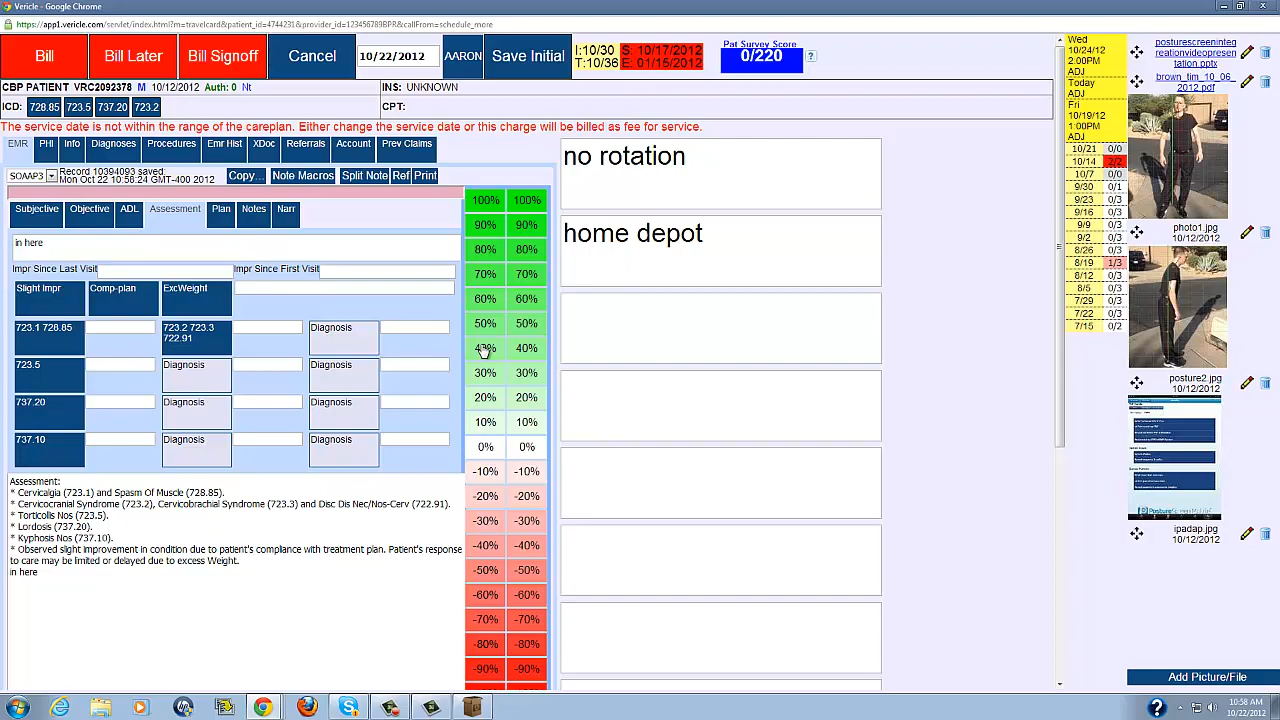 Vericle - Google Chrome
https://app1.vericle.com/servlet/index.html?m=travelcard&patient_id=4744231&provider_id=123456789BPR&callFrom=schedule_more
Bill
Bill Later
Bill Signoff
Cancel
10/22/2012
AARON
Save Initial
I:10/30
T:10/36
S: 10/17/2012
E: 01/15/2012
Pat Survey Score
0/220
?
CBP PATIENT VRC2092378 M 10/12/2012 Auth: 0 Nt
INS: UNKNOWN
ICD: 728.85 723.5 737.20 723.2
CPT:
The service date is not within the range of the careplan. Either change the service date or this charge will be billed as fee for service.
EMR PHI Info Diagnoses Procedures Emr Hist XDoc Referrals Account Prev Claims
SOAAP3
Record 10394093 saved:
Mon Oct 22 10:56:24 GMT-400 2012
Copy... Note Macros Split Note Ref Print
Subjective Objective ADL Assessment Plan Notes Narr
in here
Impr Since Last Visit
Impr Since First Visit
Slight Impr Comp-plan ExcWeight
723.1 728.85
723.2 723.3
722.91
Diagnosis
723.5 Diagnosis Diagnosis
737.20 Diagnosis Diagnosis
737.10 Diagnosis Diagnosis
Assessment:
* Cervicalgia (723.1) and Spasm Of Muscle (728.85).
* Cervicocranial Syndrome (723.2), Cervicobrachial Syndrome (723.3) and Disc Dis Nec/Nos-Cerv (722.91).
* Torticolis Nos (723.5).
* Lordosis (737.20).
* Kyphosis Nos (737.10).
* Observed slight improvement in condition due to patient's compliance with treatment plan. Patient's response
to care may be limited or delayed due to excess Weight.
in here
100% 100%
90% 90%
80% 80%
70% 70%
60% 60%
50% 50%
40% 40%
30% 30%
20% 20%
10% 10%
0% 0%
-10% -10%
-20% -20%
-30% -30%
-40% -40%
-50% -50%
-60% -60%
-70% -70%
-80% -80%
-90% -90%
no rotation
home depot
Wed
10/24/12
2:00PM
ADJ
Today
ADJ
Fri
10/19/12
1:00PM
ADJ
10/21 0/0
10/14 2/2
10/7 0/0
9/30 0/1
9/23 0/3
9/16 0/3
9/9 0/3
9/2 0/3
8/26 0/3
8/19 1/3
8/12 0/3
8/5 0/3
7/29 0/3
7/22 0/3
7/15 0/2
posturescreeninteg
reationvideopresen
tation.pptx
brown_tim_10_06_
2012.pdf
photo1.jpg
10/12/2012
posture2.jpg
10/12/2012
PostureScreen
ipadap.jpg
10/12/2012
Add Picture/File
10:58 AM
10/22/2012